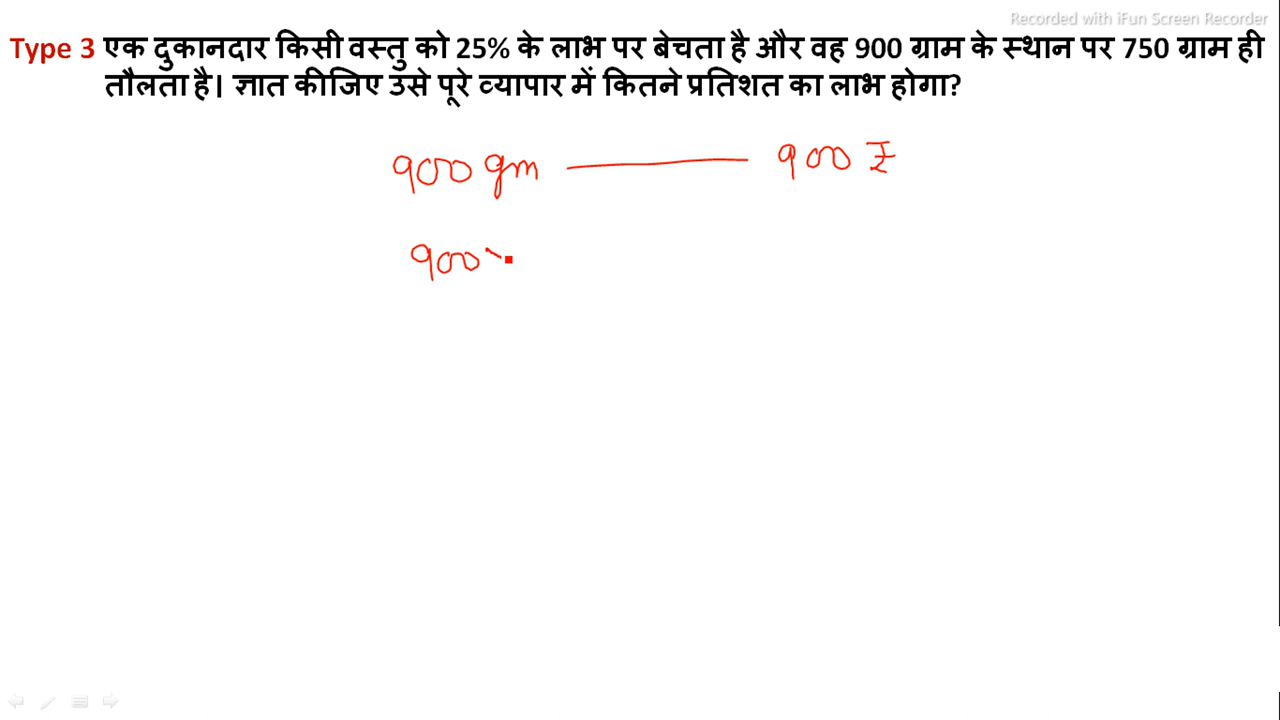 Recorded with iFun Screen Recorder
Type 3 एक दुकानदार किसी वस्तु को 25% के लाभ पर बेचता है और वह 900 ग्राम के स्थान पर 750 ग्राम ही
तौलता है। ज्ञात कीजिए उसे पूरे व्यापार में कितने प्रतिशत का लाभ होगा?
900 gm — 900 ₹
900